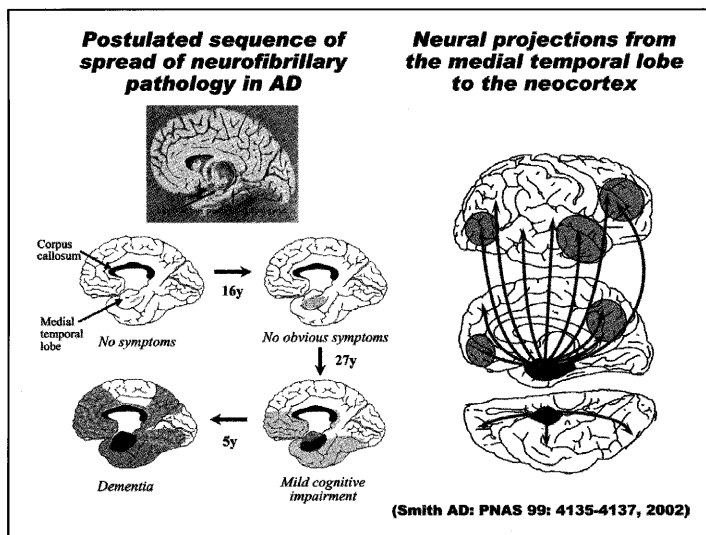 Postulated sequence of
spread of neurofibrillary
pathology in AD
Neural projections from
the medial temporal lobe
to the neocortex
Corpus
callosum
16y
Medial
temporal
lobe
No symptoms
No obvious symptoms
27y
5y
Dementia
Mild cognitive
impairment
(Smith AD: PNAS 99: 4135-4137, 2002)